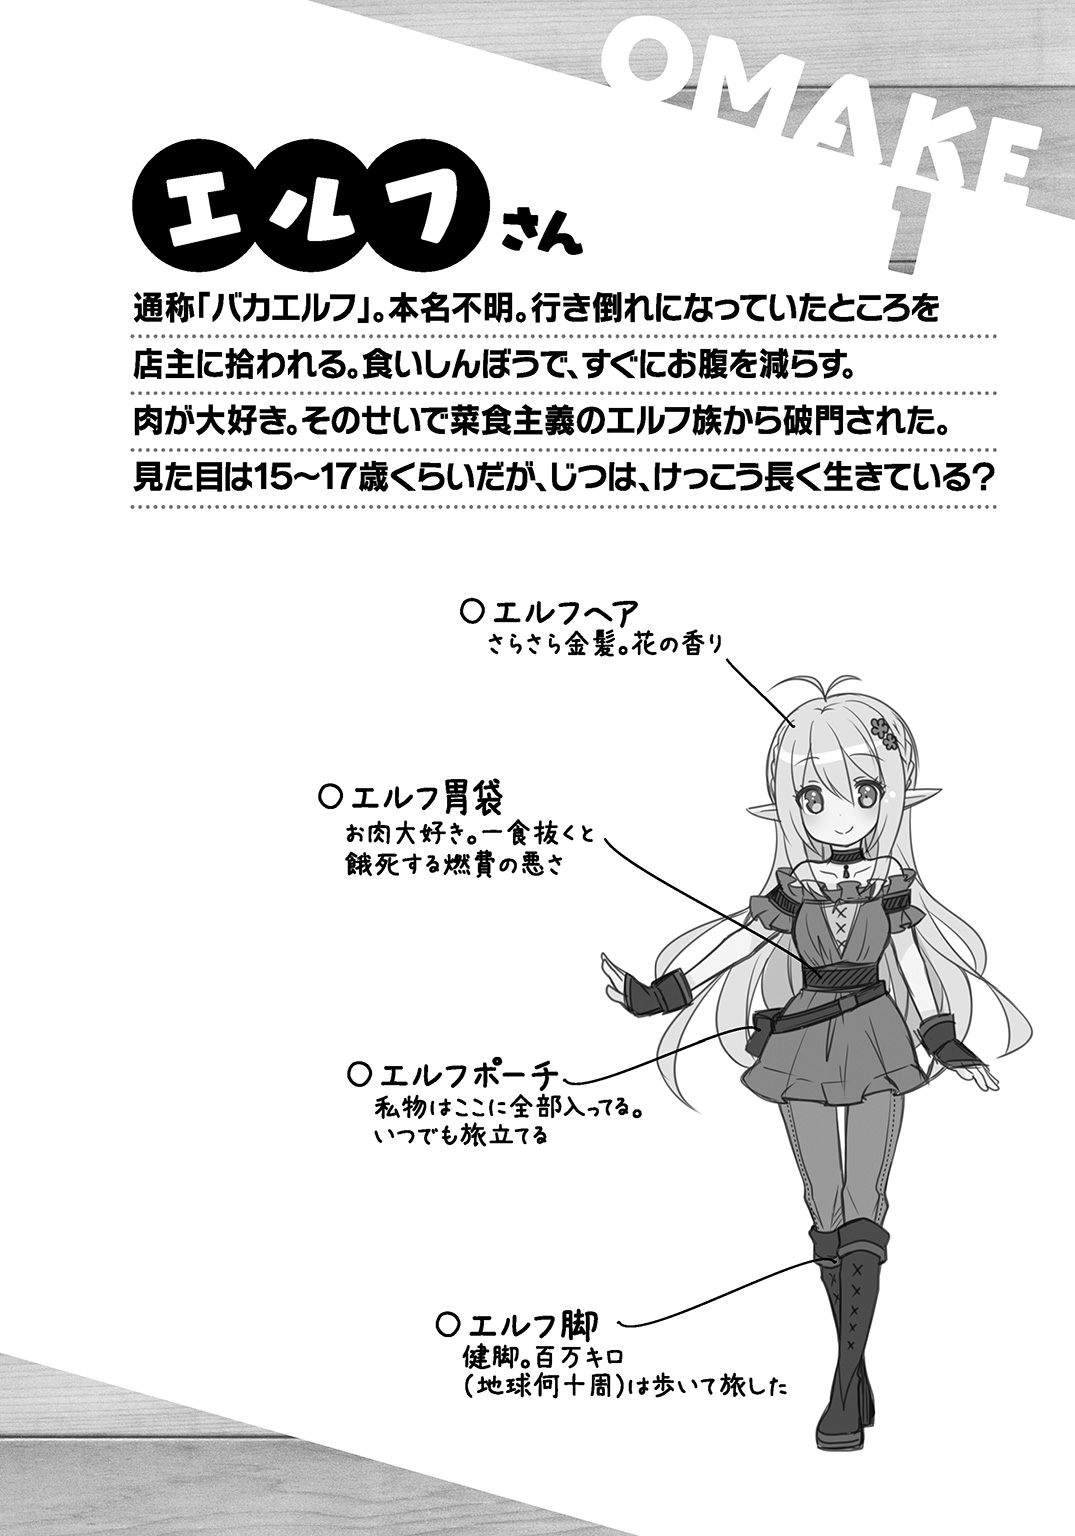 OMAKE
1
エルフさん
通称「バカエルフ」。本名不明。行き倒れになっていたところを
店主に拾われる。食いしんぼうで、すぐにお腹を減らす。
肉が大好き。そのせいで菜食主義のエルフ族から破門された。
見た目は15〜17歳くらいだが、じつは、けっこう長く生きている?
○エルフヘア
さらさら金髪。花の香り
○エルフ胃袋
お肉大好き。一食抜くと
餓死する燃費の悪さ
○エルフポーチ
私物はここに全部入ってる。
いつでも旅立てる
○エルフ脚
健脚。百万キロ
(地球何十周)は歩いて旅した